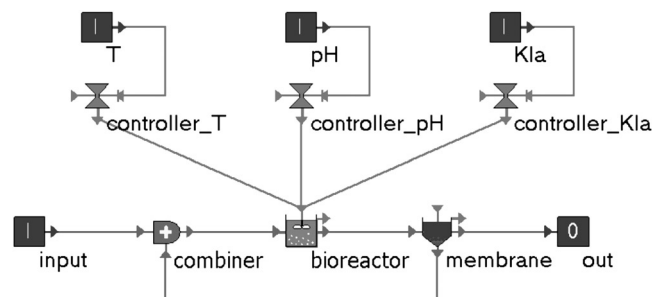 I I I
T pH Kla
controller_T controller_pH controller_Kla
I + 0
input combiner bioreactor membrane out